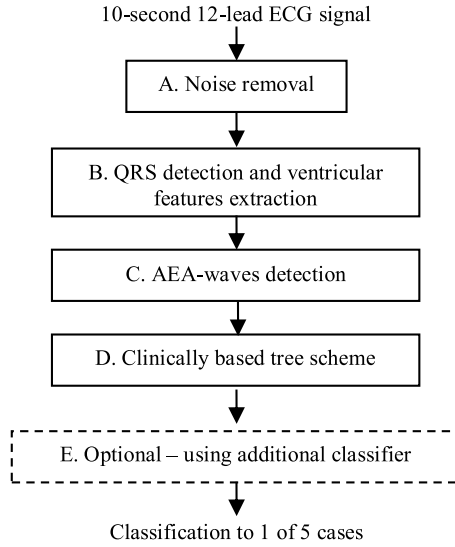 10-second 12-lead ECG signal
A. Noise removal
B. QRS detection and ventricular
features extraction
C. AEA-waves detection
D. Clinically based tree scheme
E. Optional – using additional classifier
Classification to 1 of 5 cases